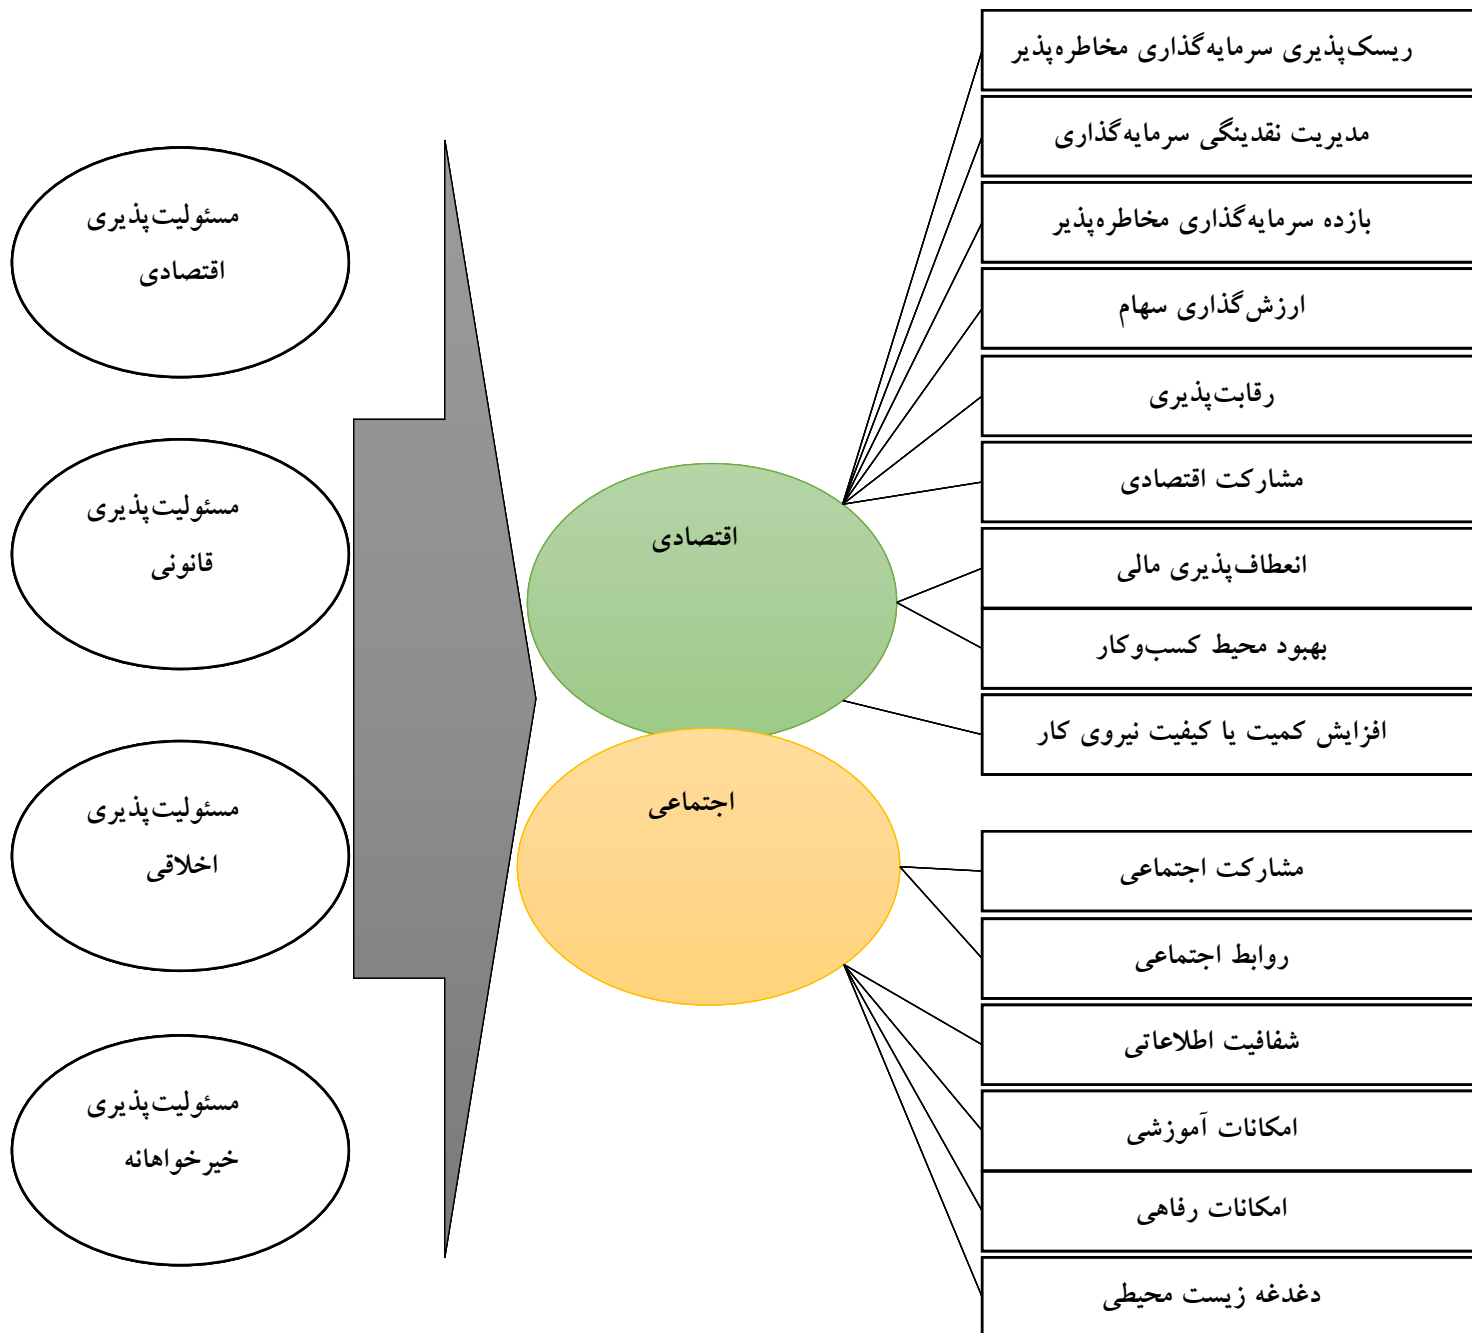 ریسک‌پذیری سرمایه‌گذاری مخاطره‌پذیر
مدیریت نقدینگی سرمایه‌گذاری
بازده سرمایه‌گذاری مخاطره‌پذیر
ارزش‌گذاری سهام
رقابت‌پذیری
مشارکت اقتصادی
انعطاف‌پذیری مالی
بهبود محیط کسب‌وکار
افزایش کمیت یا کیفیت نیروی کار
مشارکت اجتماعی
روابط اجتماعی
شفافیت اطلاعاتی
امکانات آموزشی
امکانات رفاهی
دغدغه زیست محیطی
اقتصادی
اجتماعی
مسئولیت‌پذیری
اقتصادی
مسئولیت‌پذیری
قانونی
مسئولیت‌پذیری
اخلاقی
مسئولیت‌پذیری
خیرخواهانه